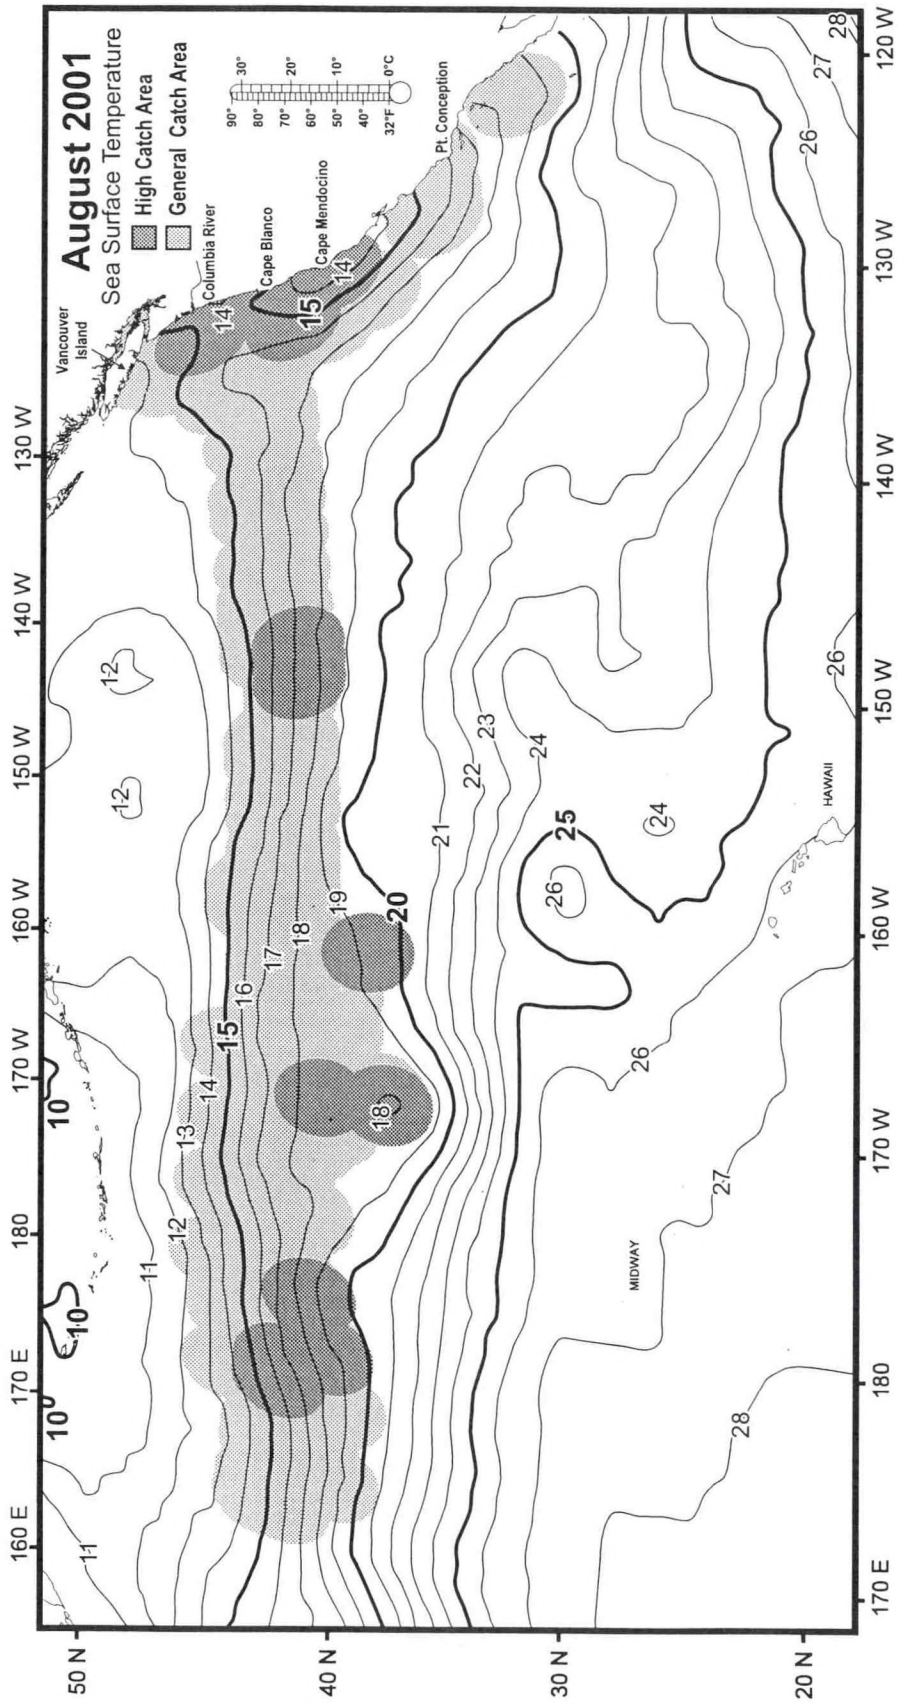 August 2001
Sea Surface Temperature
High Catch Area
General Catch Area
90°
80°
70°
60°
50°
40°
32°F
30°
20°
10°
0°C
Vancouver
Island
Columbia River
Cape Blanco
Cape Mendocino
Pt. Conception
160 E
170 E
180
170 W
160 W
150 W
140 W
130 W
50 N
40 N
30 N
20 N
170 E
180
170 W
160 W
150 W
140 W
130 W
120 W
11
10
10
10
11
12
13
14
15
16
17
18
19
20
18
12
12
14
15
14
21
22
23
24
25
26
24
26
27
28
26
26
27
28
MIDWAY
HAWAII